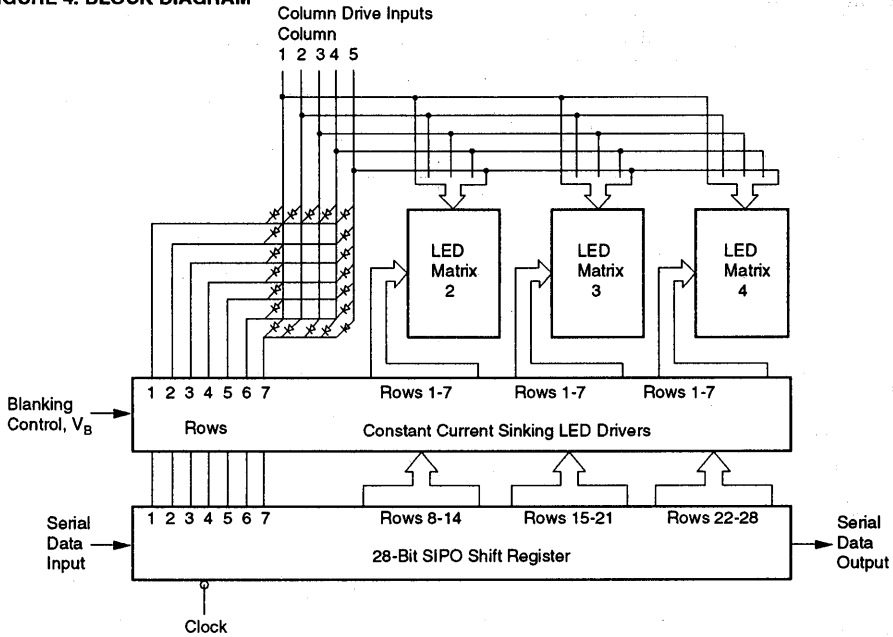 FIGURE 4. BLOCK DIAGRAM
Column Drive Inputs
Column
1 2 3 4 5
LED
Matrix
2
LED
Matrix
3
LED
Matrix
4
1 2 3 4 5 6 7
Rows 1-7
Rows 1-7
Rows 1-7
Blanking
Control, VB
Rows
Constant Current Sinking LED Drivers
1 2 3 4 5 6 7
Rows 8-14
Rows 15-21
Rows 22-28
Serial
Data
Input
28-Bit SIPO Shift Register
Serial
Data
Output
Clock